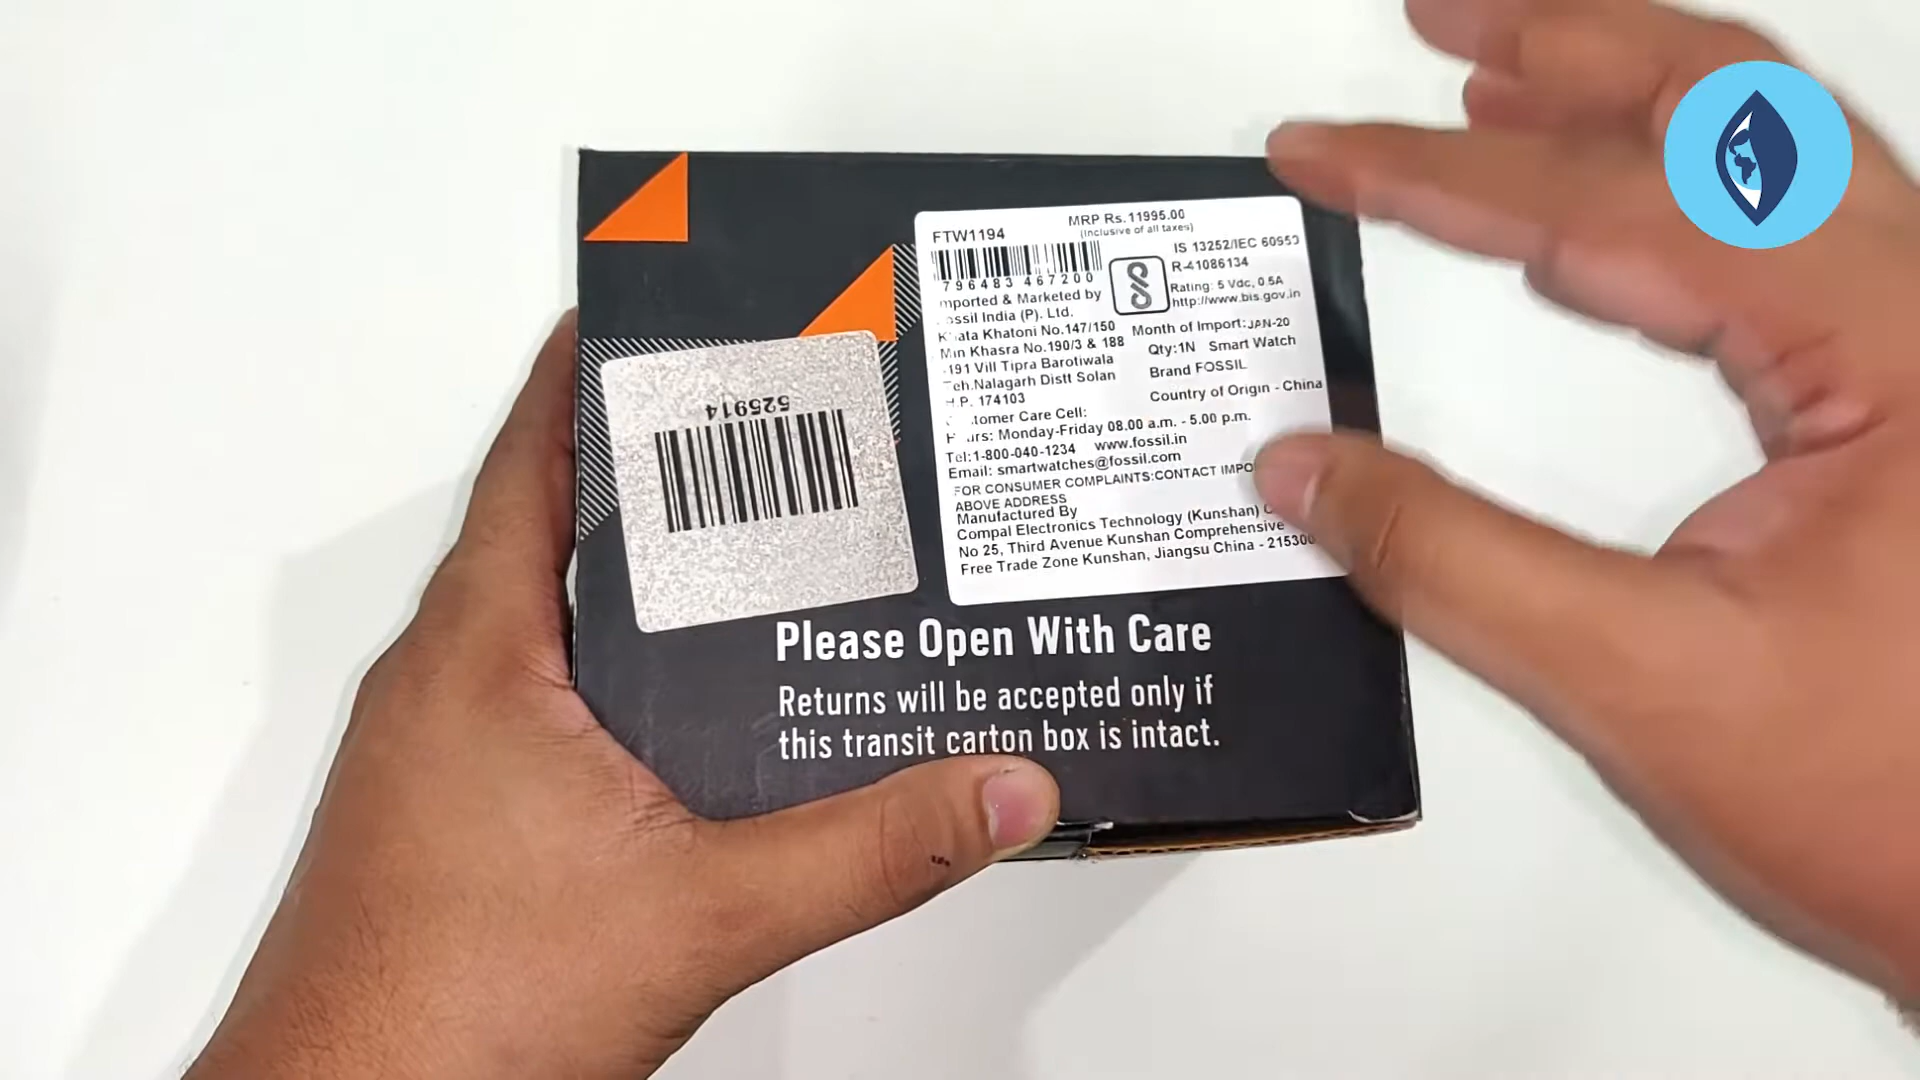 FTW1194
MRP Rs.11995.00
(Inclusive of all taxes)
796483 467200
IS 13252/IEC 60950
R-41086134
Rating: 5 Vdc, 0.5A
http://www.bis.gov.in
mported & Marketed by
ossil India (P). Ltd.
Khata Khatoni No.147/150
Min Khasra No.190/3 & 188
191 Vill Tipra Barotiwala
eh.Nalagarh Distt Solan
H.P. 174103
Month of Import:JAN-20
Qty:1N Smart Watch
Brand FOSSIL
Country of Origin - China
tomer Care Cell:
urs: Monday-Friday 08.00 a.m. - 5.00 p.m.
Tel:1-800-040-1234 www.fossil.in
Email: smartwatches@fossil.com
FOR CONSUMER COMPLAINTS:CONTACT IMPO
ABOVE ADDRESS
Manufactured By
Compal Electronics Technology (Kunshan)
No 25, Third Avenue Kunshan Comprehensive
Free Trade Zone Kunshan, Jiangsu China - 215300
525914
Please Open With Care
Returns will be accepted only if
this transit carton box is intact.